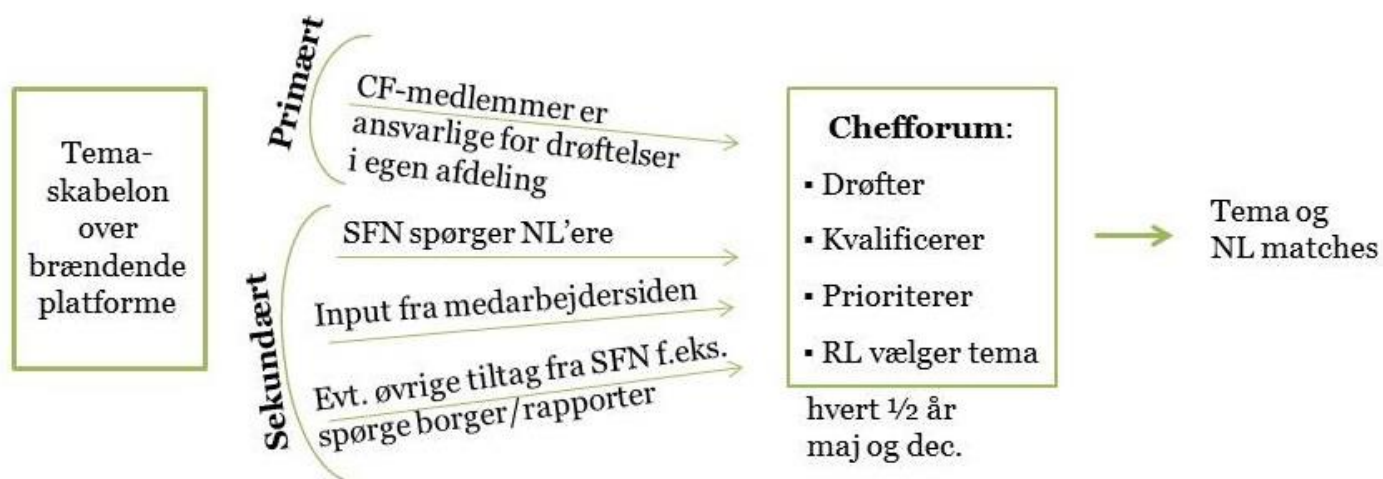 Tema-
skabelon
over
brændende
platforme
Primært
CF-medlemmer er
ansvarlige for drøftelser
i egen afdeling
Sekundært
SFN spørger NL’ere
Input fra medarbejdersiden
Evt. øvrige tiltag fra SFN f.eks.
spørge borger/rapporter
Chefforum:
▪ Drøfter
▪ Kvalificerer
▪ Prioriterer
▪ RL vælger tema
hvert ½ år
maj og dec.
Tema og
NL matches